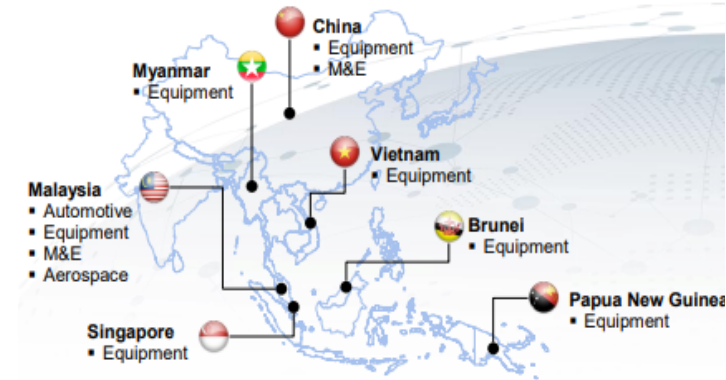 China
▪ Equipment
▪ M&E
Myanmar
▪ Equipment
Vietnam
▪ Equipment
Malaysia
▪ Automotive
▪ Equipment
▪ M&E
▪ Aerospace
Brunei
▪ Equipment
Papua New Guinea
▪ Equipment
Singapore
▪ Equipment